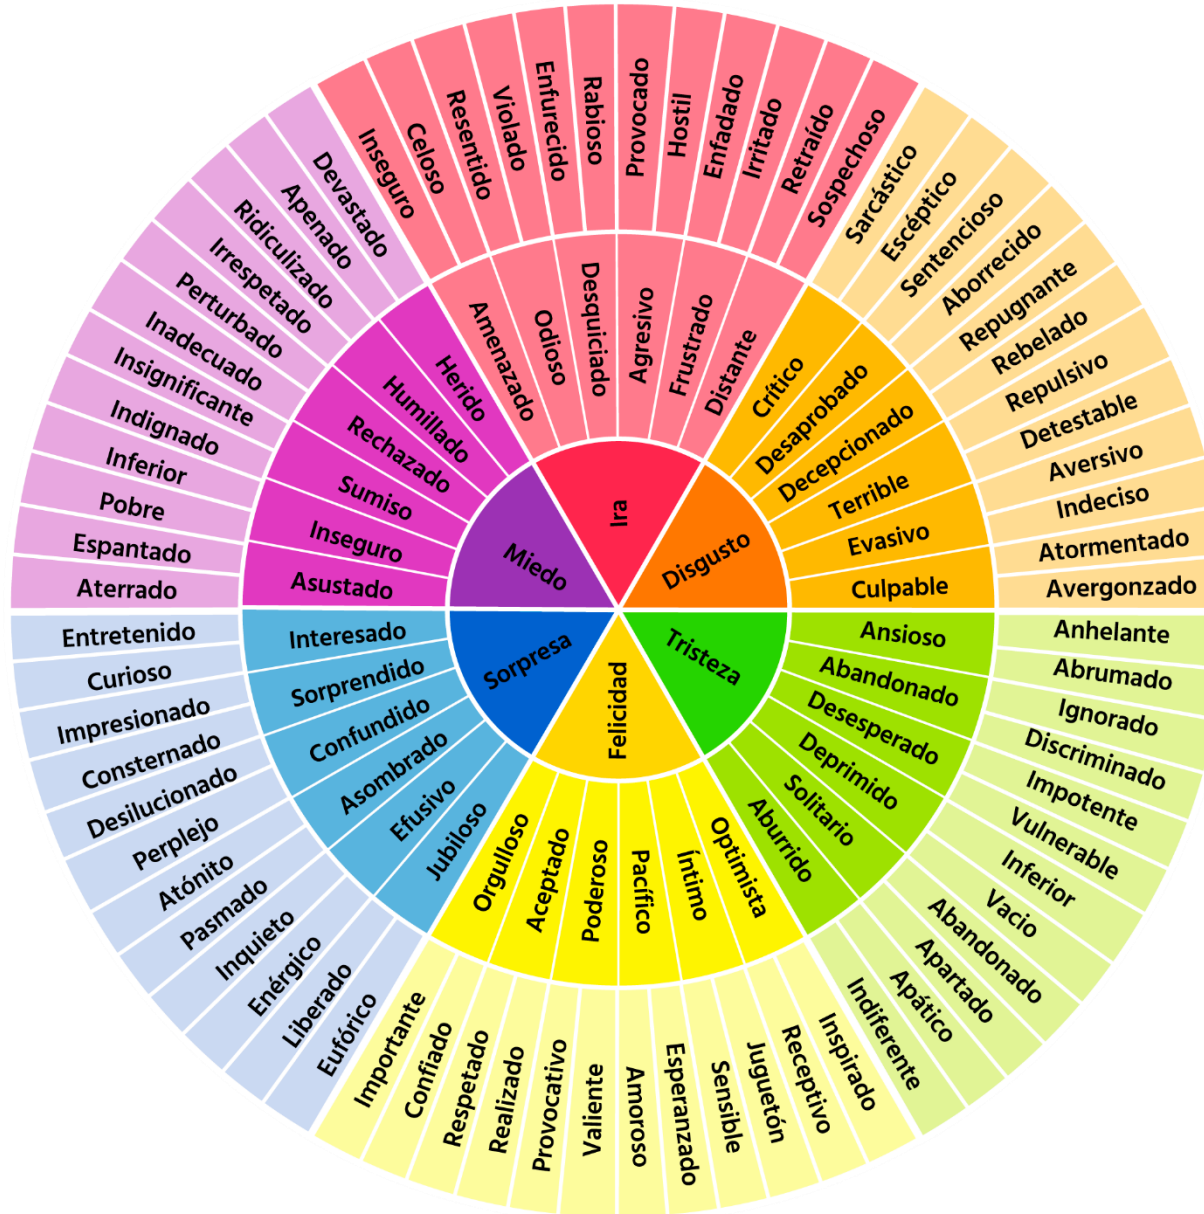 Ira
Disgusto
Tristeza
Felicidad
Sorpresa
Miedo
Amenazado
Odioso
Desquiciado
Agresivo
Frustrado
Distante
Crítico
Desaprobado
Decepcionado
Terrible
Evasivo
Culpable
Ansioso
Abandonado
Desesperado
Deprimido
Solitario
Aburrido
Optimista
Íntimo
Pacífico
Poderoso
Aceptado
Orgulloso
Jubiloso
Efusivo
Asombrado
Confundido
Sorprendido
Interesado
Asustado
Inseguro
Sumiso
Rechazado
Humillado
Herido
Inseguro
Celoso
Resentido
Violado
Enfurecido
Rabioso
Provocado
Hostil
Enfadado
Irritado
Retraído
Sospechoso
Sarcástico
Escéptico
Sentencioso
Aborrecido
Repugnante
Rebelado
Repulsivo
Detestable
Aversivo
Indeciso
Atormentado
Avergonzado
Anhelante
Abrumado
Ignorado
Discriminado
Impotente
Vulnerable
Inferior
Vacio
Abandonado
Apartado
Apático
Indiferente
Inspirado
Receptivo
Juguetón
Sensible
Esperanzado
Amoroso
Valiente
Provocativo
Realizado
Respetado
Confiado
Importante
Eufórico
Liberado
Enérgico
Inquieto
Pasmado
Atónito
Perplejo
Desilucionado
Consternado
Impresionado
Curioso
Entretenido
Aterrado
Espantado
Pobre
Inferior
Indignado
Insignificante
Inadecuado
Perturbado
Irrespetado
Ridiculizado
Apenado
Devastado